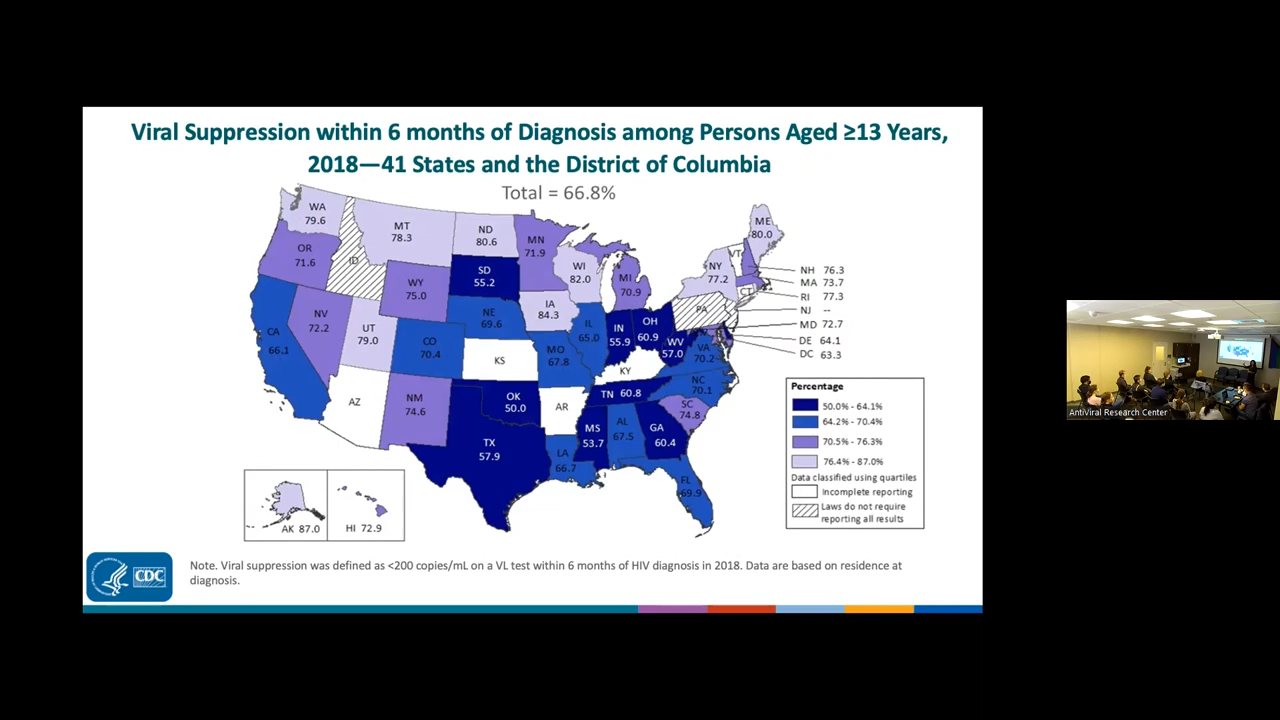 Viral Suppression within 6 months of Diagnosis among Persons Aged ≥13 Years,
2018—41 States and the District of Columbia
Total = 66.8%
WA
79.6
OR
71.6
CA
66.1
NV
72.2
ID
MT
78.3
WY
75.0
UT
79.0
AZ
CO
70.4
NM
74.6
ND
80.6
SD
55.2
NE
69.6
KS
OK
50.0
TX
57.9
MN
71.9
IA
84.3
MO
67.8
AR
LA
66.7
WI
82.0
IL
65.0
MI
70.9
IN
55.9
OH
60.9
KY
TN 60.8
MS
53.7
AL
67.5
GA
60.4
FL
69.9
SC
74.8
NC
70.1
VA
70.2
WV
57.0
PA
NY
77.2
VT
ME
80.0
CT
NH 76.3
MA 73.7
RI 77.3
NJ --
MD 72.7
DE 64.1
DC 63.3
AK 87.0
HI 72.9
Percentage
50.0% - 64.1%
64.2% - 70.4%
70.5% - 76.3%
76.4% - 87.0%
Data classified using quartiles
Incomplete reporting
Laws do not require
reporting all results
CDC
Note. Viral suppression was defined as <200 copies/mL on a VL test within 6 months of HIV diagnosis in 2018. Data are based on residence at
diagnosis.
AntiViral Research Center